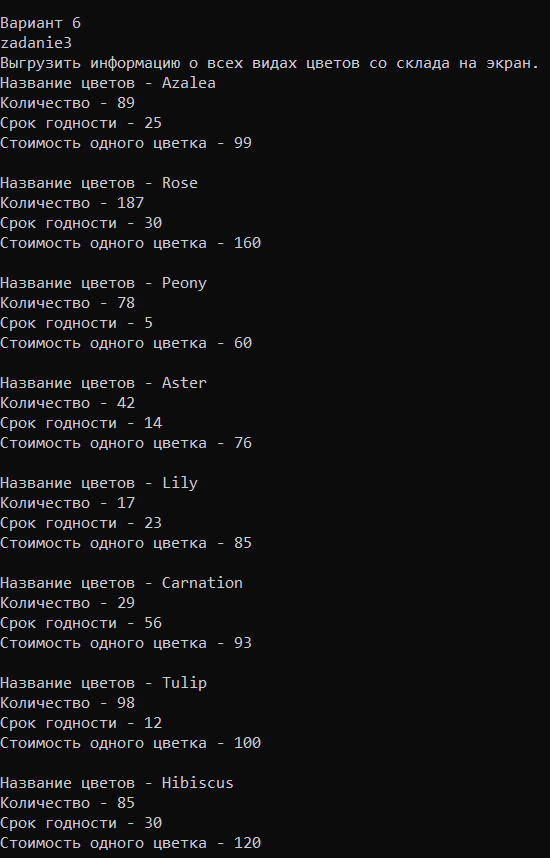 Вариант 6
zadanie3
Выгрузить информацию о всех видах цветов со склада на экран.
Название цветов - Azalea
Количество - 89
Срок годности - 25
Стоимость одного цветка - 99
Название цветов - Rose
Количество - 187
Срок годности - 30
Стоимость одного цветка - 160
Название цветов - Peony
Количество - 78
Срок годности - 5
Стоимость одного цветка - 60
Название цветов - Aster
Количество - 42
Срок годности - 14
Стоимость одного цветка - 76
Название цветов - Lily
Количество - 17
Срок годности - 23
Стоимость одного цветка - 85
Название цветов - Carnation
Количество - 29
Срок годности - 56
Стоимость одного цветка - 93
Название цветов - Tulip
Количество - 98
Срок годности - 12
Стоимость одного цветка - 100
Название цветов - Hibiscus
Количество - 85
Срок годности - 30
Стоимость одного цветка - 120